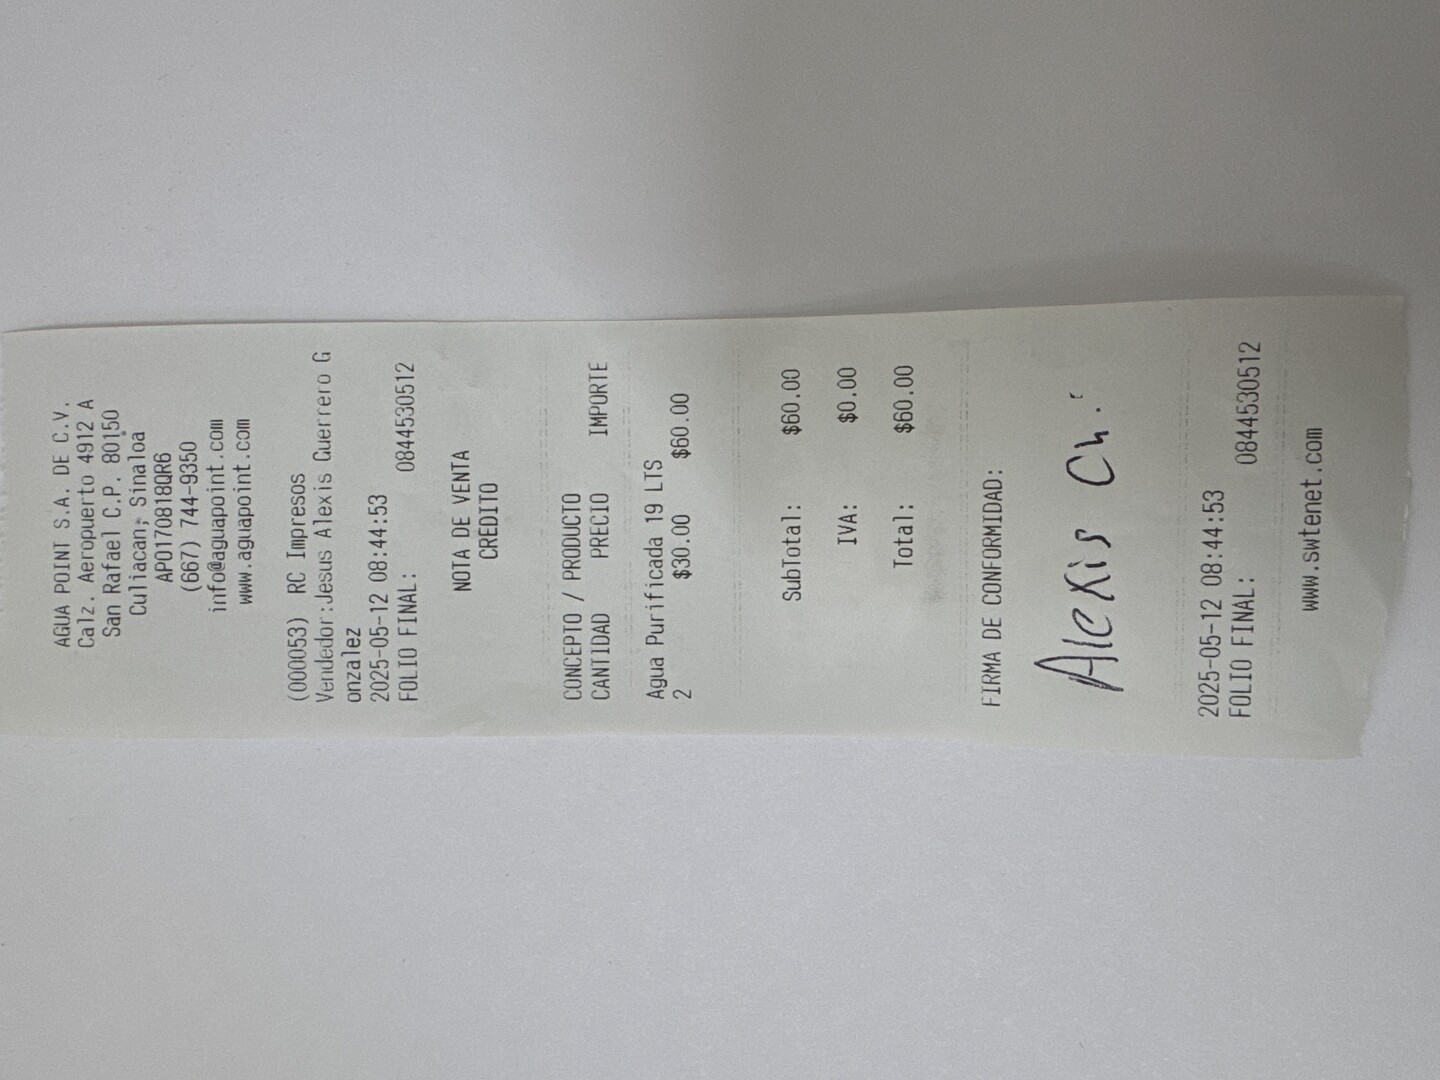 AGUA POINT S.A. DE C.V.
Calz. Aeropuerto 4912 A
San Rafael C.P. 80150
Culiacan, Sinaloa
APO170818QR6
(667) 744-9350
info@aguapoint.com
www.aguapoint.com
(000053) RC Impresos
Vendedor:Jesus Alexis Guerrero G
onzalez
2025-05-12 08:44:53
FOLIO FINAL: 0844530512
NOTA DE VENTA
CREDITO
CONCEPTO / PRODUCTO
CANTIDAD PRECIO IMPORTE
Agua Purificada 19 LTS
2 $30.00 $60.00
SubTotal: $60.00
IVA: $0.00
Total: $60.00
FIRMA DE CONFORMIDAD:
Alexis Ch.
2025-05-12 08:44:53
FOLIO FINAL: 0844530512
www.swtenet.com